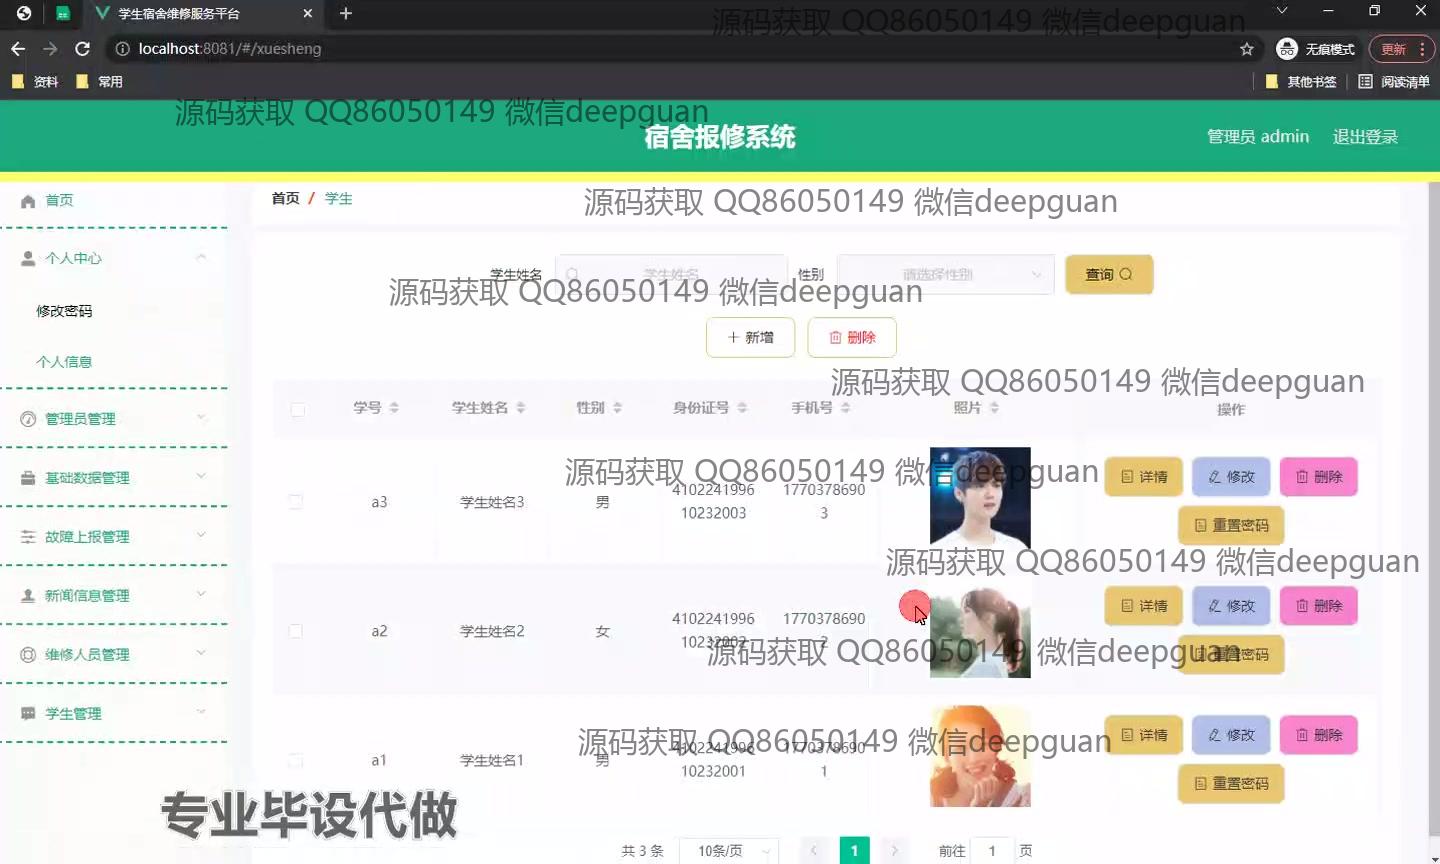 学生宿舍维修服务平台
源码获取 QQ86050149 微信deepguan
localhost:8081/#/xuesheng
无痕模式
更新
资料
常用
其他书签
阅读清单
源码获取 QQ86050149 微信deepguan
宿舍报修系统
管理员 admin
退出登录
首页
首页 / 学生
源码获取 QQ86050149 微信deepguan
个人中心
修改密码
个人信息
管理员管理
基础数据管理
故障上报管理
新闻信息管理
维修人员管理
学生管理
学生姓名
学生姓名
性别
请选择性别
查询
源码获取 QQ86050149 微信deepguan
新增
删除
源码获取 QQ86050149 微信deepguan
学号 学生姓名 性别 身份证号 手机号 照片 操作
源码获取 QQ86050149 微信deepguan
a3 学生姓名3 男 4102241996 1770378690
10232003 3
详情 修改 删除
重置密码
源码获取 QQ86050149 微信deepguan
a2 学生姓名2 女 4102241996 1770378690
10232002 2
详情 修改 删除
重置密码
源码获取 QQ86050149 微信deepguan
源码获取 QQ86050149 微信deepguan
a1 学生姓名1 男 4102241996 1770378690
10232001 1
详情 修改 删除
重置密码
专业毕设代做
共 3 条 10条/页 1 前往 1 页